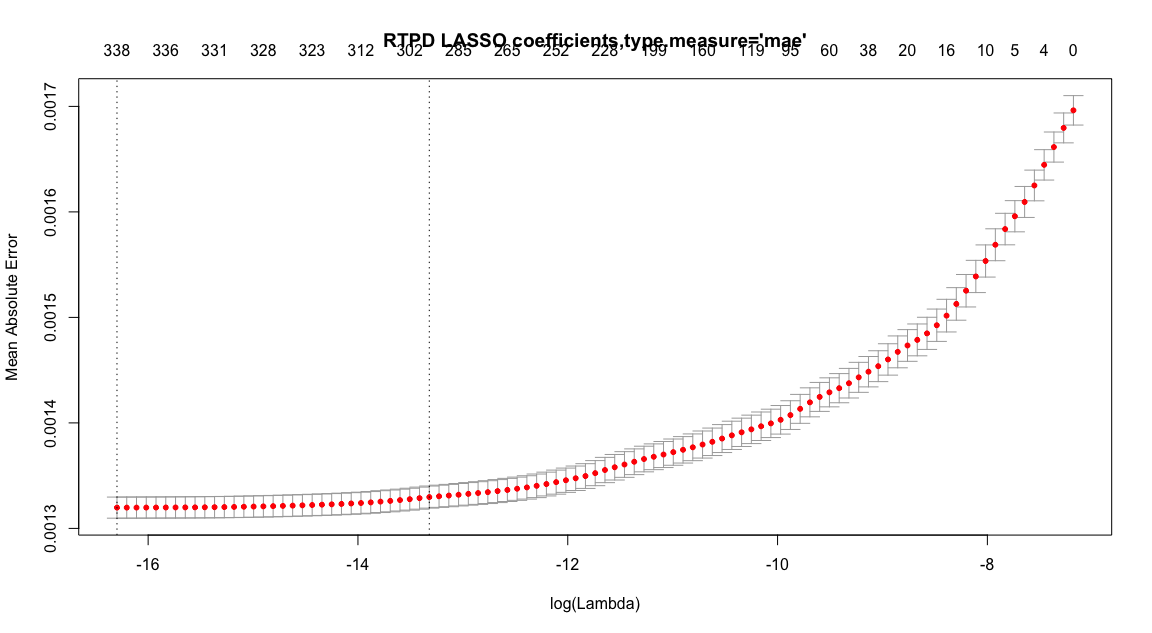 RTPD LASSO coefficients,type.measure='mae'
338 336 331 328 323 312 302 285 265 252 228 199 160 119 95 60 38 20 16 10 5 4 0
0.0017
0.0016
0.0015
0.0014
0.0013
Mean Absolute Error
-16 -14 -12 -10 -8
log(Lambda)